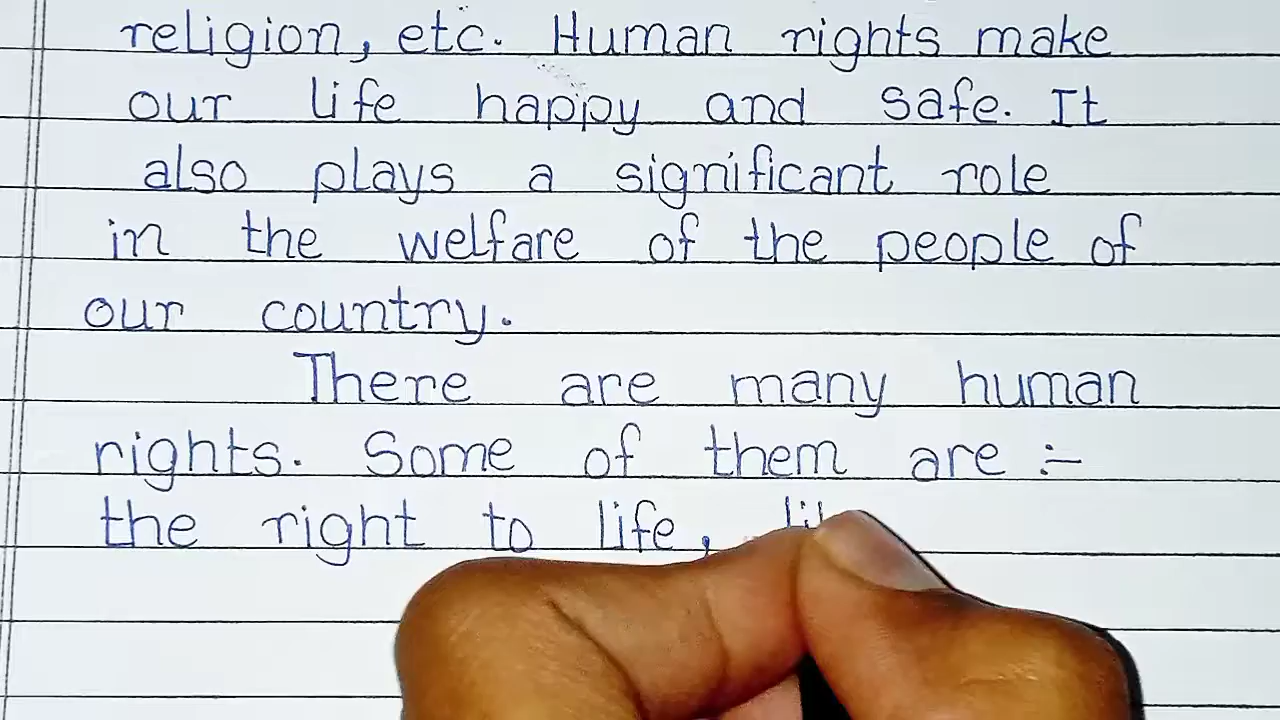 religion, etc. Human rights make
our life happy and safe. It
also plays a significant role
in the welfare of the people of
our country.
There are many human
rights. Some of them are :-
the right to life,